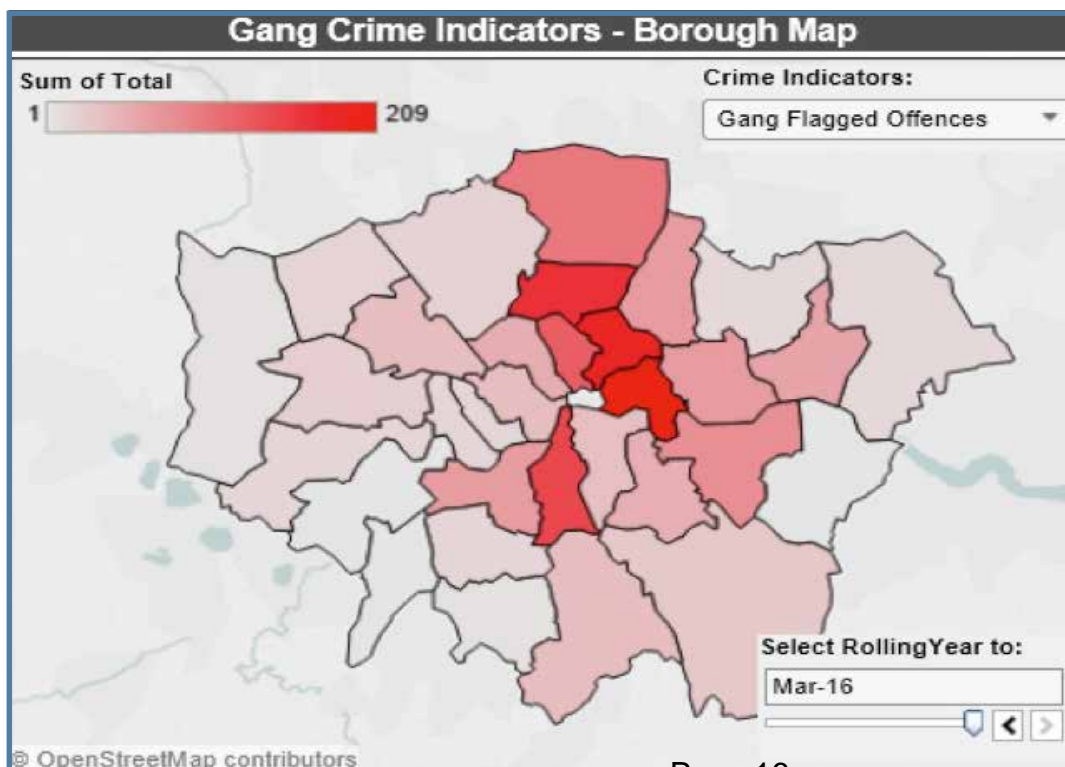 Gang Crime Indicators - Borough Map
Sum of Total
1 209
Crime Indicators:
Gang Flagged Offences
Select RollingYear to:
Mar-16
© OpenStreetMap contributors